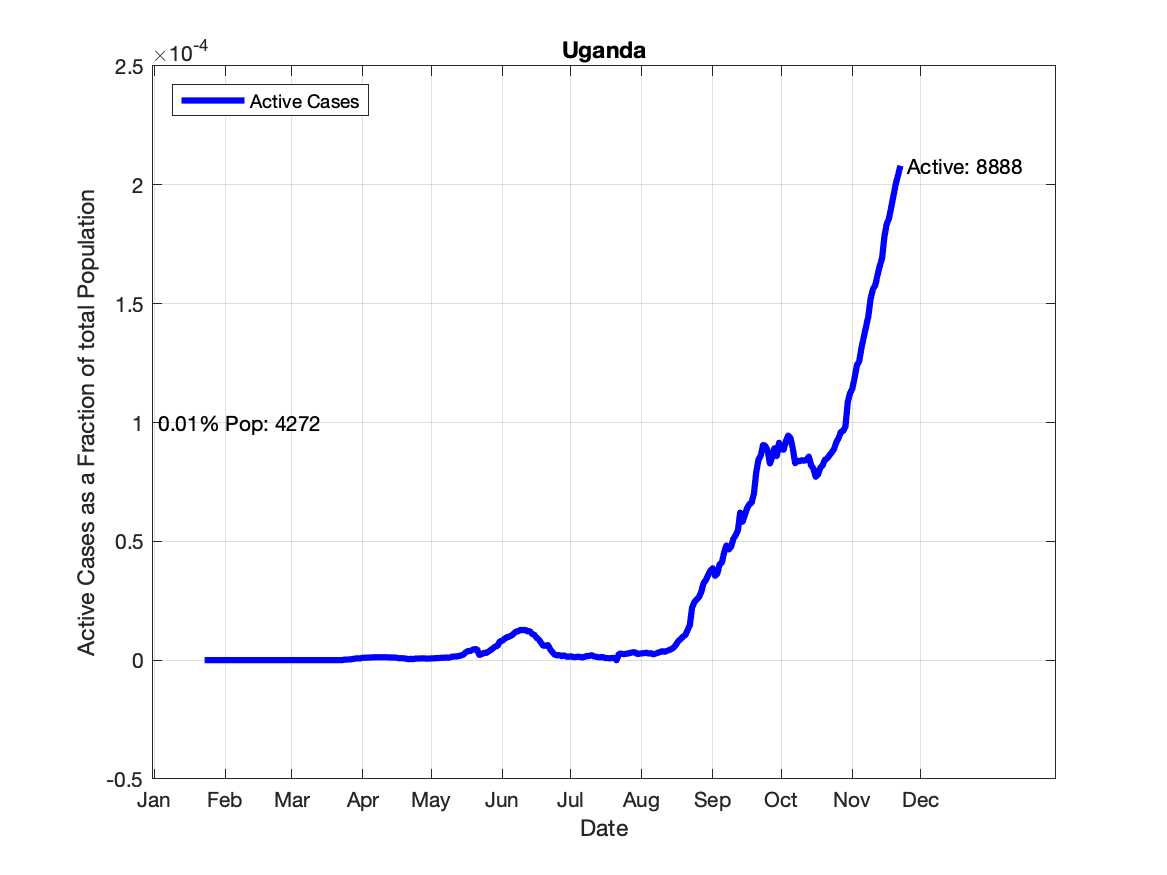 Uganda
×10-4
2.5
2
1.5
1
0.5
0
-0.5
Active Cases
Active: 8888
0.01% Pop: 4272
Active Cases as a Fraction of total Population
Jan Feb Mar Apr May Jun Jul Aug Sep Oct Nov Dec
Date